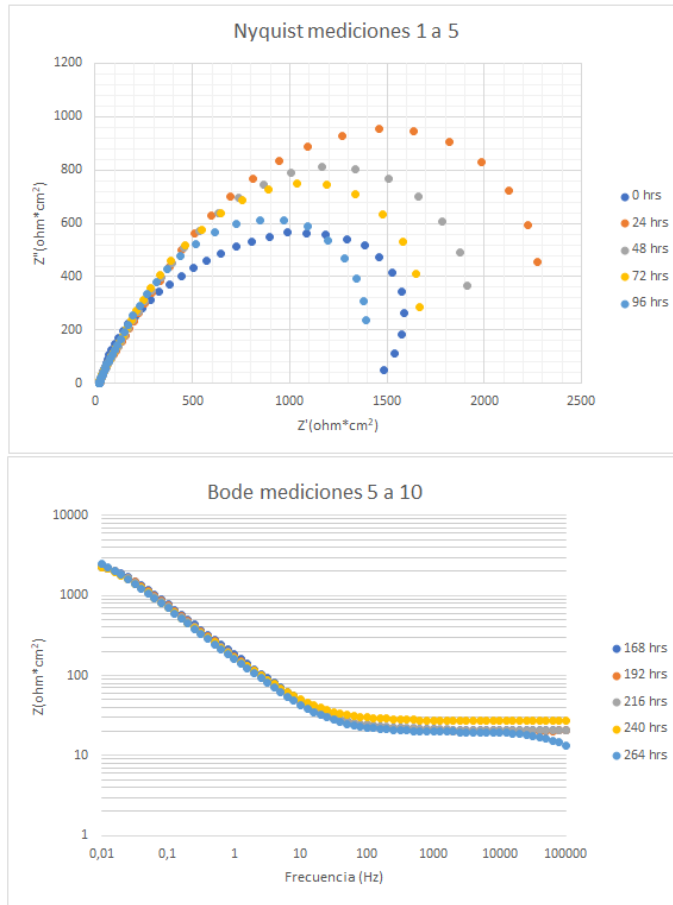 Nyquist mediciones 1 a 5
1200
1000
800
600
400
200
0
Z''(ohm*cm²)
0 500 1000 1500 2000 2500
Z'(ohm*cm²)
0 hrs
24 hrs
48 hrs
72 hrs
96 hrs
Bode mediciones 5 a 10
10000
1000
100
10
1
Z(ohm*cm²)
0,01 0,1 1 10 100 1000 10000 100000
Frecuencia (Hz)
168 hrs
192 hrs
216 hrs
240 hrs
264 hrs